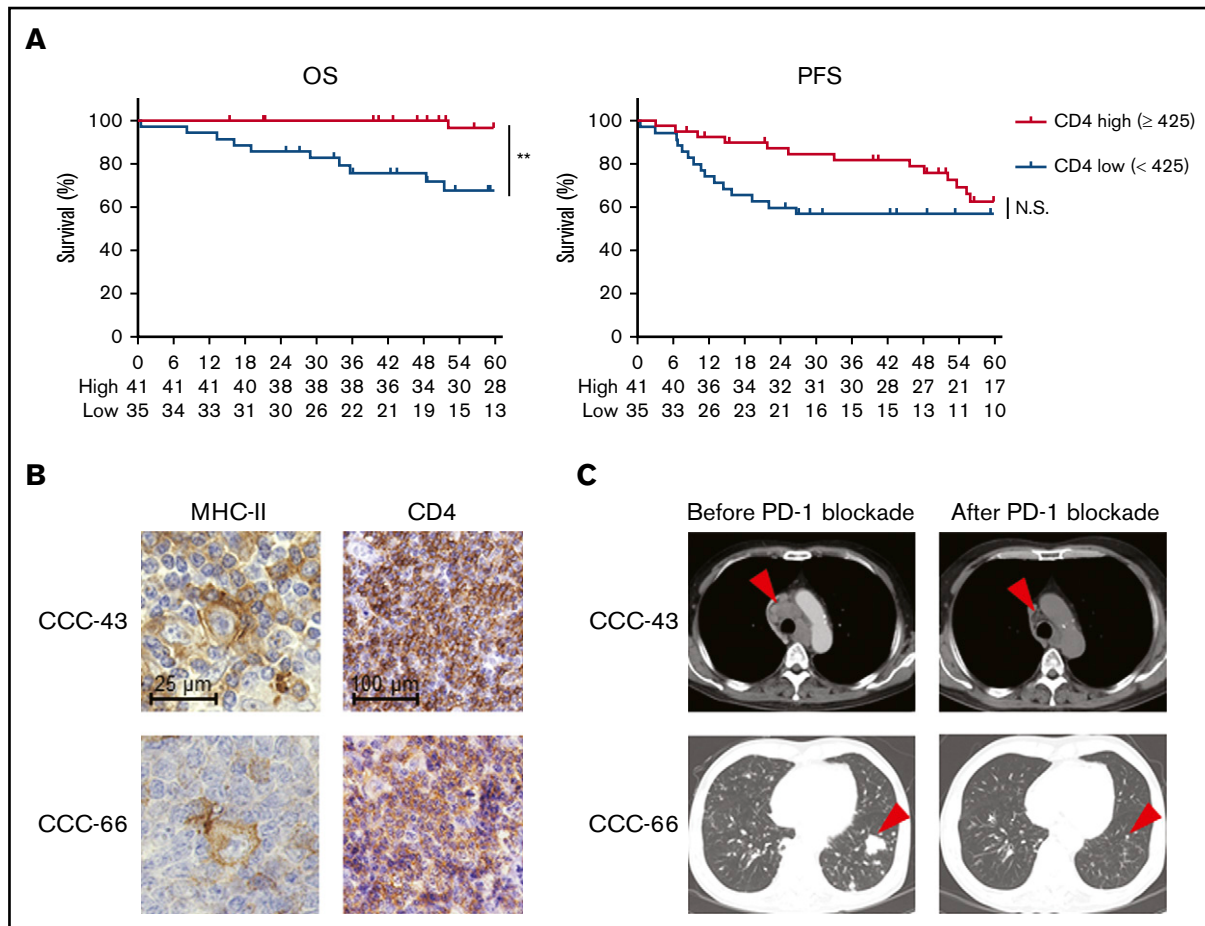 A
OS
PFS
Survival (%)
100
80
60
40
20
0
**
0 6 12 18 24 30 36 42 48 54 60
High 41 41 41 40 38 38 38 36 34 30 28
Low 35 34 33 31 30 26 22 21 19 15 13
Survival (%)
100
80
60
40
20
0
N.S.
0 6 12 18 24 30 36 42 48 54 60
High 41 40 36 34 32 31 30 28 27 21 17
Low 35 33 26 23 21 16 15 15 13 11 10
CD4 high (≥ 425)
CD4 low (< 425)
B
MHC-II CD4
CCC-43
25 µm
100 µm
CCC-66
C
Before PD-1 blockade After PD-1 blockade
CCC-43
CCC-66